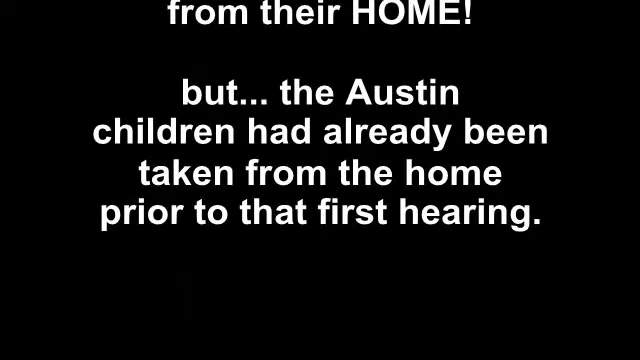 from their HOME!
but... the Austin
children had already been
taken from the home
prior to that first hearing.